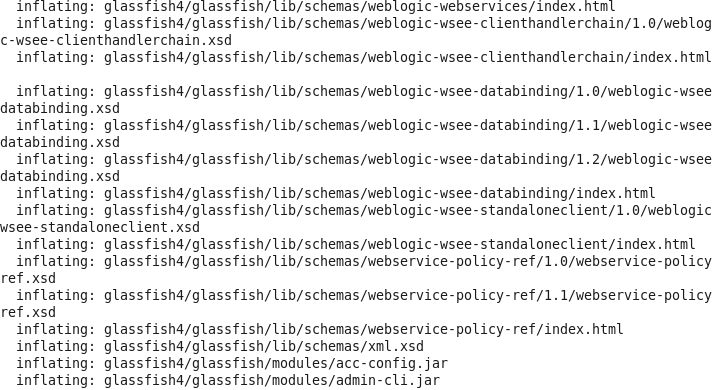 inflating: glassfish4/glassfish/lib/schemas/weblogic-webservices/index.html
inflating: glassfish4/glassfish/lib/schemas/weblogic-wsee-clienthandlerchain/1.0/weblog
c-wsee-clienthandlerchain.xsd
inflating: glassfish4/glassfish/lib/schemas/weblogic-wsee-clienthandlerchain/index.html
inflating: glassfish4/glassfish/lib/schemas/weblogic-wsee-databinding/1.0/weblogic-wsee
databinding.xsd
inflating: glassfish4/glassfish/lib/schemas/weblogic-wsee-databinding/1.1/weblogic-wsee
databinding.xsd
inflating: glassfish4/glassfish/lib/schemas/weblogic-wsee-databinding/1.2/weblogic-wsee
databinding.xsd
inflating: glassfish4/glassfish/lib/schemas/weblogic-wsee-databinding/index.html
inflating: glassfish4/glassfish/lib/schemas/weblogic-wsee-standaloneclient/1.0/weblogic
wsee-standaloneclient.xsd
inflating: glassfish4/glassfish/lib/schemas/weblogic-wsee-standaloneclient/index.html
inflating: glassfish4/glassfish/lib/schemas/webservice-policy-ref/1.0/webservice-policy
ref.xsd
inflating: glassfish4/glassfish/lib/schemas/webservice-policy-ref/1.1/webservice-policy
ref.xsd
inflating: glassfish4/glassfish/lib/schemas/webservice-policy-ref/index.html
inflating: glassfish4/glassfish/lib/schemas/xml.xsd
inflating: glassfish4/glassfish/modules/acc-config.jar
inflating: glassfish4/glassfish/modules/admin-cli.jar